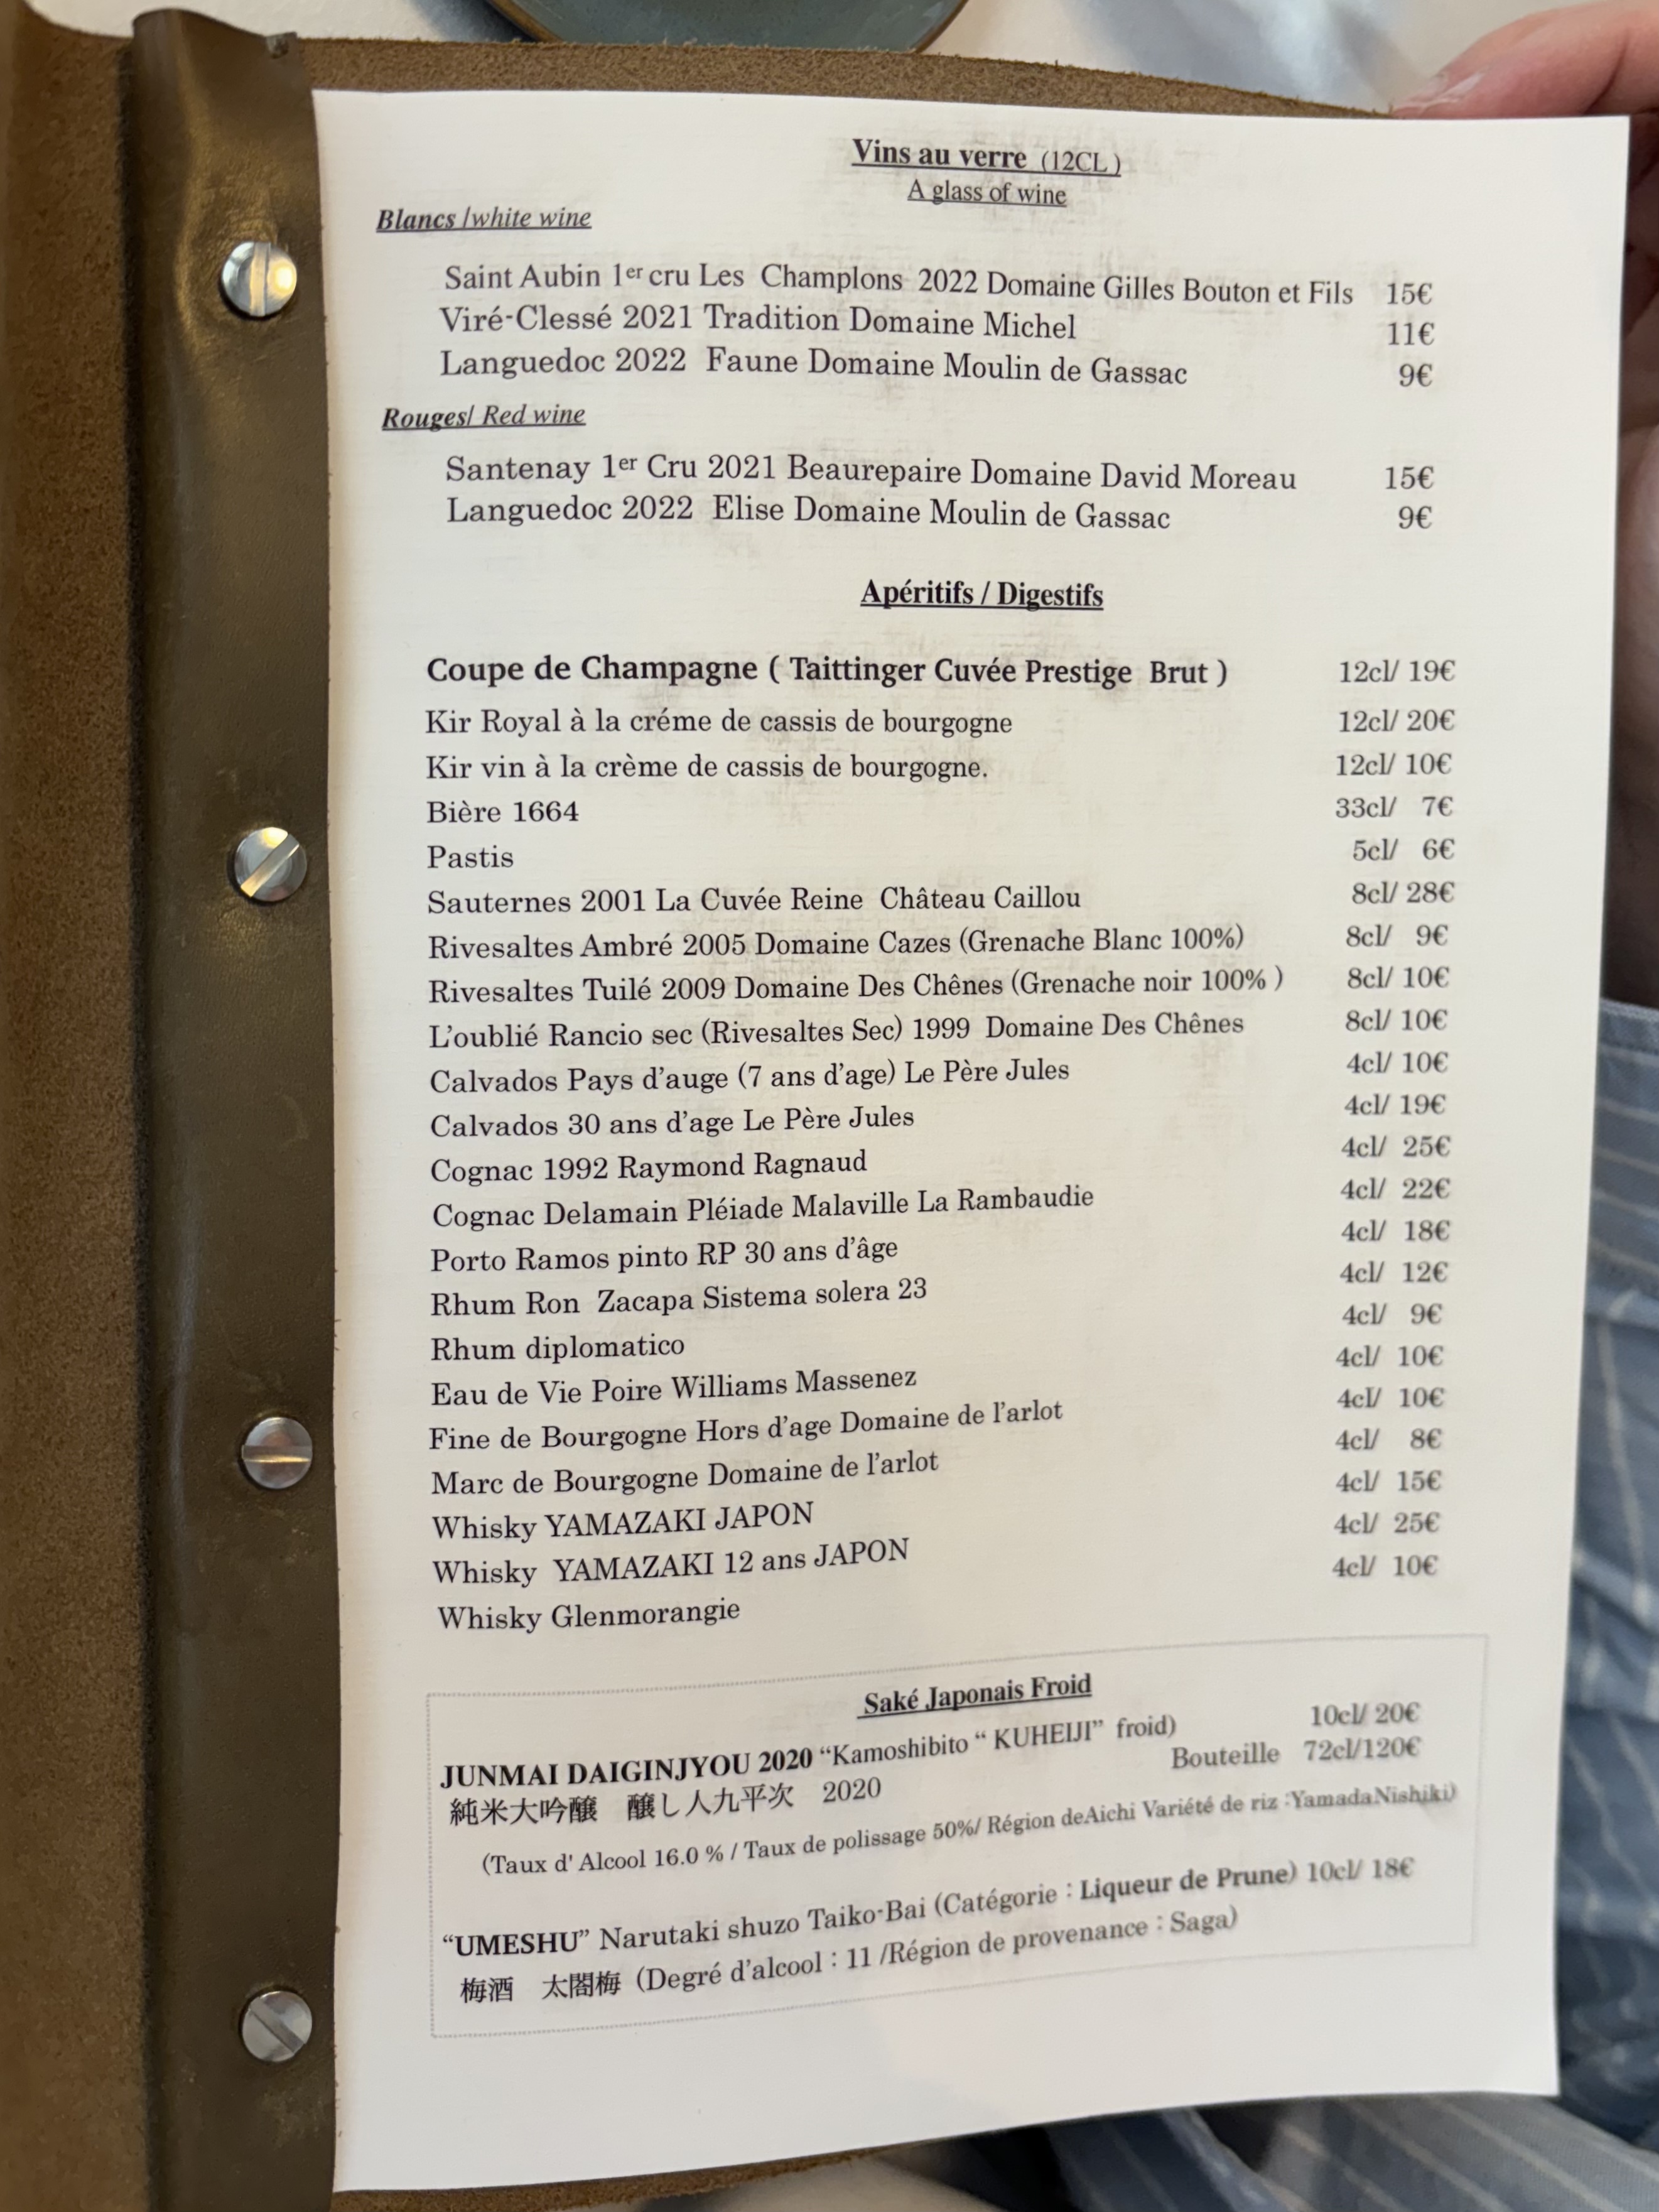 Vins au verre (12CL )
A glass of wine
Blancs /white wine
Saint Aubin 1er cru Les Champlons 2022 Domaine Gilles Bouton et Fils 15€
Viré-Clessé 2021 Tradition Domaine Michel 11€
Languedoc 2022 Faune Domaine Moulin de Gassac 9€
Rouges/ Red wine
Santenay 1er Cru 2021 Beaurepaire Domaine David Moreau 15€
Languedoc 2022 Elise Domaine Moulin de Gassac 9€
Apéritifs / Digestifs
Coupe de Champagne ( Taittinger Cuvée Prestige Brut ) 12cl/ 19€
Kir Royal à la créme de cassis de bourgogne 12cl/ 20€
Kir vin à la crème de cassis de bourgogne. 12cl/ 10€
Bière 1664 33cl/ 7€
Pastis 5cl/ 6€
Sauternes 2001 La Cuvée Reine Château Caillou 8cl/ 28€
Rivesaltes Ambré 2005 Domaine Cazes (Grenache Blanc 100%) 8cl/ 9€
Rivesaltes Tuilé 2009 Domaine Des Chênes (Grenache noir 100% ) 8cl/ 10€
L'oublié Rancio sec (Rivesaltes Sec) 1999 Domaine Des Chênes 8cl/ 10€
Calvados Pays d'auge (7 ans d'age) Le Père Jules 4cl/ 10€
Calvados 30 ans d'age Le Père Jules 4cl/ 19€
Cognac 1992 Raymond Ragnaud 4cl/ 25€
Cognac Delamain Pléiade Malaville La Rambaudie 4cl/ 22€
Porto Ramos pinto RP 30 ans d'âge 4cl/ 18€
Rhum Ron Zacapa Sistema solera 23 4cl/ 12€
Rhum diplomatico 4cl/ 9€
Eau de Vie Poire Williams Massenez 4cl/ 10€
Fine de Bourgogne Hors d'age Domaine de l'arlot 4cl/ 10€
Marc de Bourgogne Domaine de l'arlot 4cl/ 8€
Whisky YAMAZAKI JAPON 4cl/ 15€
Whisky YAMAZAKI 12 ans JAPON 4cl/ 25€
Whisky Glenmorangie 4cl/ 10€
Saké Japonais Froid
JUNMAI DAIGINJYOU 2020 “Kamoshibito “ KUHEIJI” froid) 10cl/ 20€
Bouteille 72cl/120€
純米大吟醸 醸し人九平次 2020
(Taux d' Alcool 16.0 % / Taux de polissage 50%/ Région deAichi Variété de riz :YamadaNishiki)
“UMESHU” Narutaki shuzo Taiko-Bai (Catégorie : Liqueur de Prune) 10cl/ 18€
梅酒 太閤梅 (Degré d'alcool : 11 /Région de provenance : Saga)